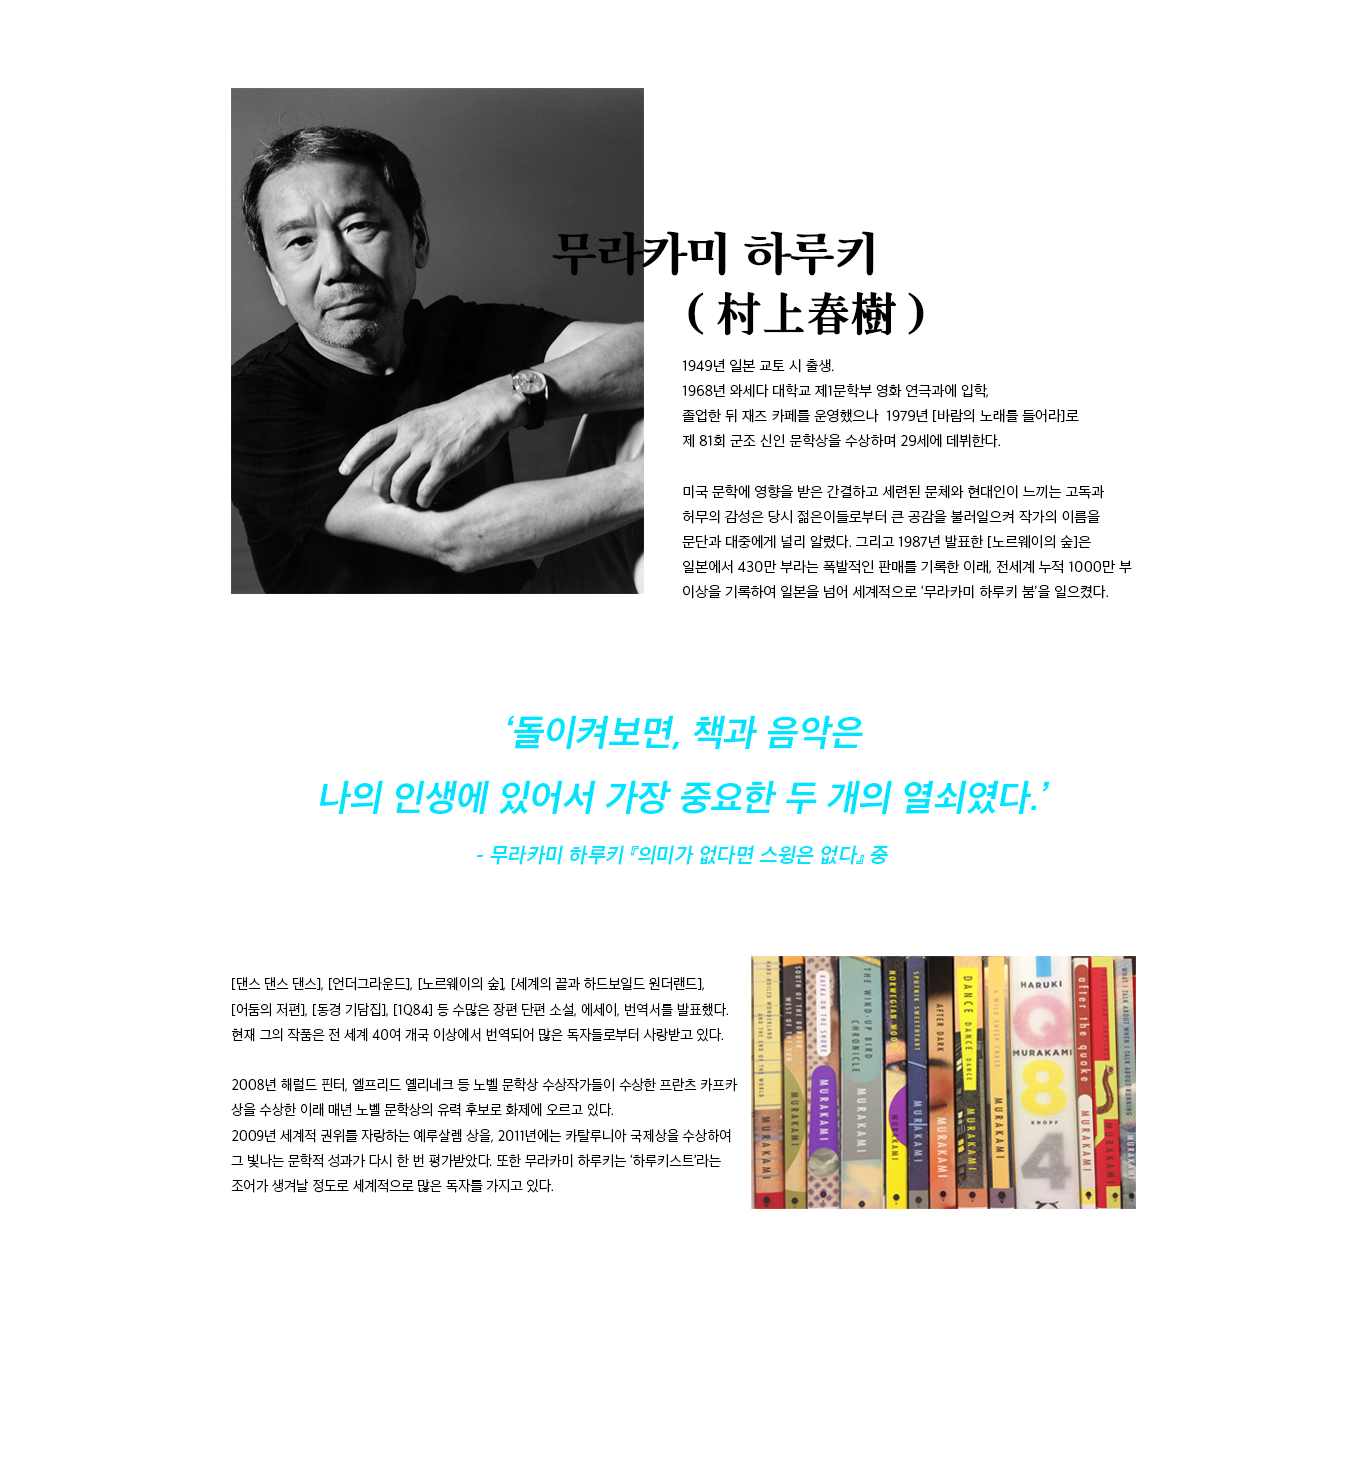 무라카미 하루키
( 村上春樹 )
1949년 일본 교토 시 출생.
1968년 와세다 대학교 제1문학부 영화 연극과에 입학,
졸업한 뒤 재즈 카페를 운영했으나 1979년 [바람의 노래를 들어라]로
제 81회 군조 신인 문학상을 수상하며 29세에 데뷔한다.
미국 문학에 영향을 받은 간결하고 세련된 문체와 현대인이 느끼는 고독과
허무의 감성은 당시 젊은이들로부터 큰 공감을 불러일으켜 작가의 이름을
문단과 대중에게 널리 알렸다. 그리고 1987년 발표한 [노르웨이의 숲]은
일본에서 430만 부라는 폭발적인 판매를 기록한 이래, 전세계 누적 1000만 부
이상을 기록하여 일본을 넘어 세계적으로 ‘무라카미 하루키 붐’을 일으켰다.
‘돌이켜보면, 책과 음악은
나의 인생에 있어서 가장 중요한 두 개의 열쇠였다.’
- 무라카미 하루키 『의미가 없다면 스윙은 없다』 중
[댄스 댄스 댄스], [언더그라운드], [노르웨이의 숲], [세계의 끝과 하드보일드 원더랜드],
[어둠의 저편], [동경 기담집], [1Q84] 등 수많은 장편 단편 소설, 에세이, 번역서를 발표했다.
현재 그의 작품은 전 세계 40여 개국 이상에서 번역되어 많은 독자들로부터 사랑받고 있다.
2008년 해럴드 핀터, 엘프리드 옐리네크 등 노벨 문학상 수상작가들이 수상한 프란츠 카프카
상을 수상한 이래 매년 노벨 문학상의 유력 후보로 화제에 오르고 있다.
2009년 세계적 권위를 자랑하는 예루살렘 상을, 2011년에는 카탈루니아 국제상을 수상하여
그 빛나는 문학적 성과가 다시 한 번 평가받았다. 또한 무라카미 하루키는 ‘하루키스트’라는
조어가 생겨날 정도로 세계적으로 많은 독자를 가지고 있다.
HARD-BOILED WONDERLAND AND THE END OF THE WORLD MURAKAMI
SOUTH OF THE BORDER, WEST OF THE SUN MURAKAMI
KAFKA ON THE SHORE MURAKAMI
THE WIND-UP BIRD CHRONICLE MURAKAMI
NORWEGIAN WOOD MURAKAMI
SPUTNIK SWEETHEART MURAKAMI
AFTER DARK MURAKAMI
DANCE DANCE DANCE MURAKAMI
A WILD SHEEP CHASE MURAKAMI
HARUKI
1Q
MURAKAMI
8
KNOPF
4
after the quake MURAKAMI
MURAKAMI
WHAT I TALK ABOUT WHEN I TALK ABOUT RUNNING MURAKAMI